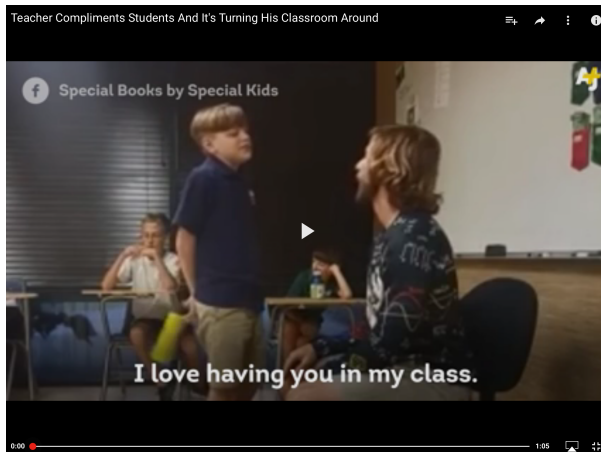 Teacher Compliments Students And It's Turning His Classroom Around
Special Books by Special Kids
AJ+
I love having you in my class.
0:00
1:05